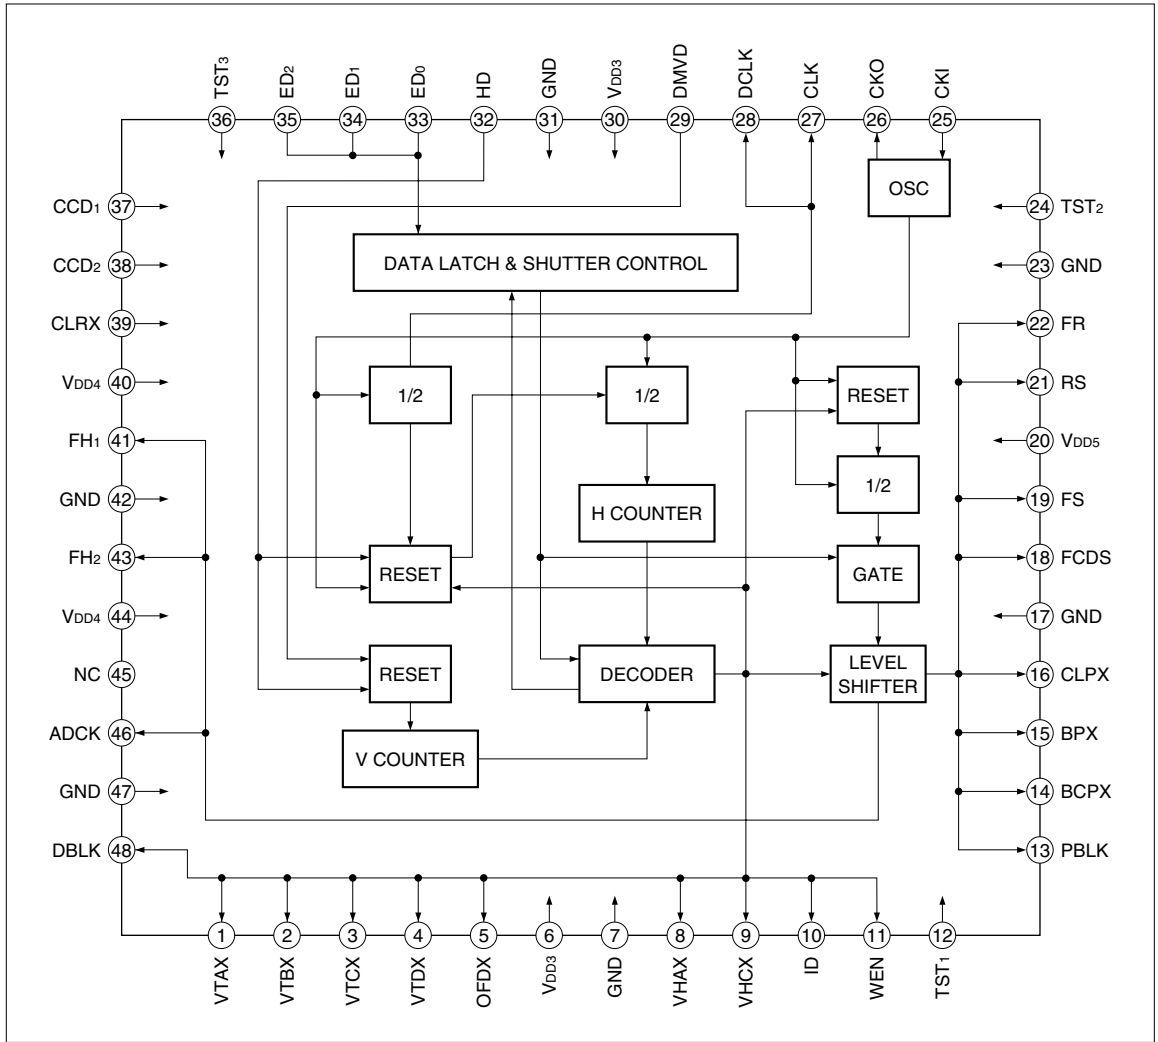 TST3
ED2
ED1
ED0
HD
GND
VDD3
DMVD
DCLK
CLK
CKO
CKI
36
35
34
33
32
31
30
29
28
27
26
25
OSC
CCD1 37
24 TST2
DATA LATCH & SHUTTER CONTROL
CCD2 38
23 GND
CLRX 39
22 FR
VDD4 40
1/2
1/2
RESET
21 RS
FH1 41
20 VDD5
1/2
GND 42
H COUNTER
19 FS
FH2 43
RESET
GATE
18 FCDS
VDD4 44
17 GND
NC 45
RESET
DECODER
LEVEL
SHIFTER
16 CLPX
ADCK 46
V COUNTER
15 BPX
GND 47
14 BCPX
DBLK 48
13 PBLK
1
2
3
4
5
6
7
8
9
10
11
12
VTAX
VTBX
VTCX
VTDX
OFDX
VDD3
GND
VHAX
VHCX
ID
WEN
TST1